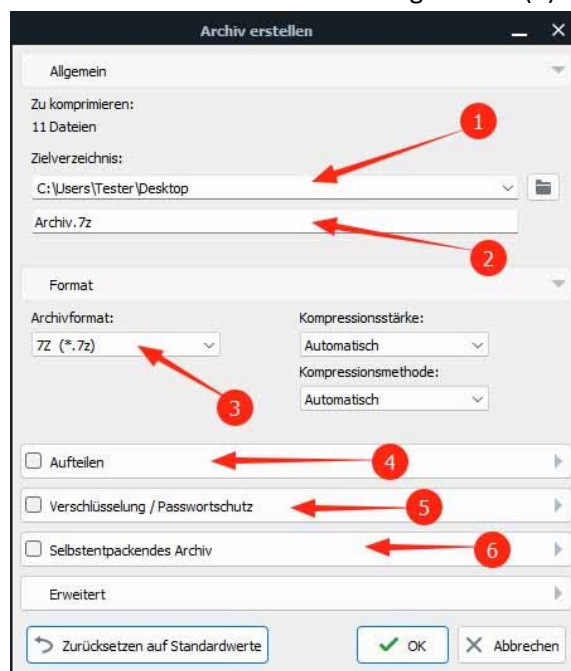 Archiv erstellen
Allgemein
Zu komprimieren:
11 Dateien
1
Zielverzeichnis:
C:\Users\Tester\Desktop
Archiv.7z
2
Format
Archivformat: Kompressionsstärke:
7Z (*.7z) Automatisch
Kompressionsmethode:
3 Automatisch
Aufteilen 4
Verschlüsselung / Passwortschutz 5
Selbstentpackendes Archiv 6
Erweitert
Zurücksetzen auf Standardwerte OK Abbrechen